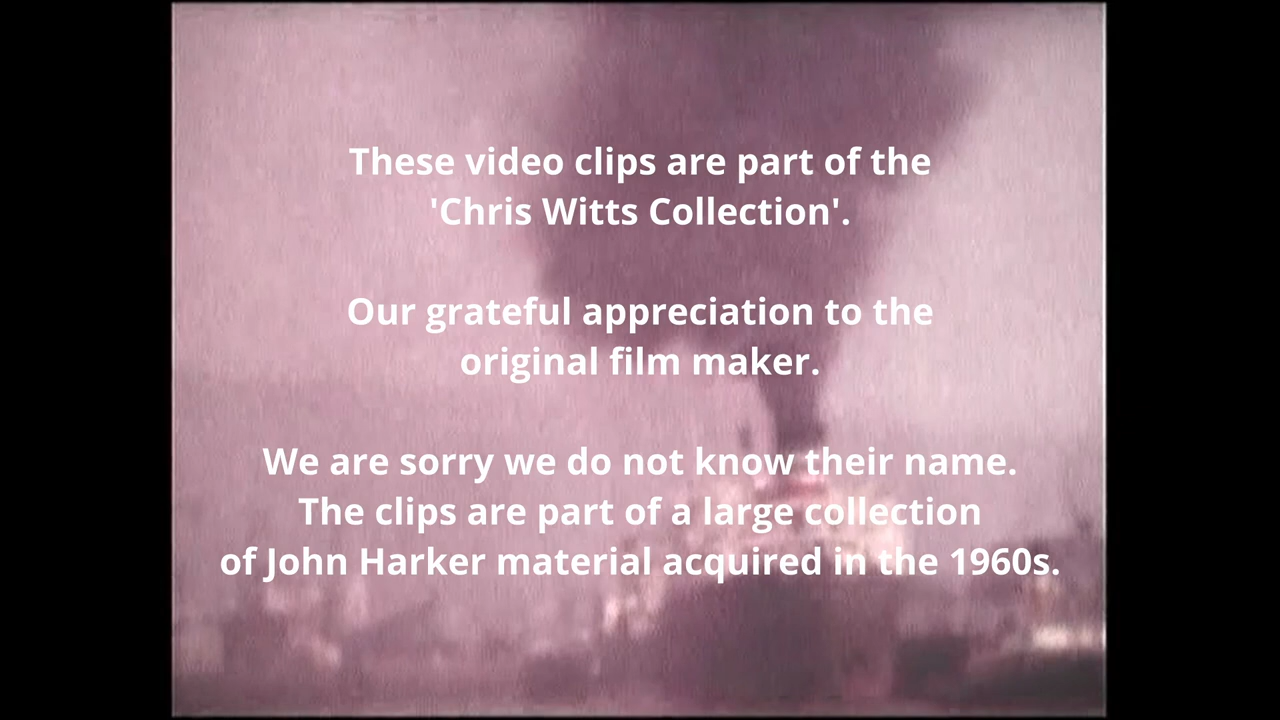 These video clips are part of the
'Chris Witts Collection'.
Our grateful appreciation to the
original film maker.
We are sorry we do not know their name.
The clips are part of a large collection
of John Harker material acquired in the 1960s.